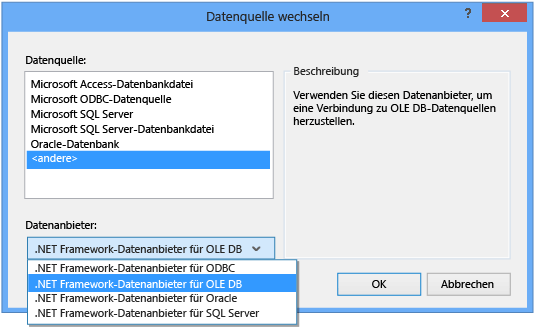 Datenquelle wechseln
?
Datenquelle:
Microsoft Access-Datenbankdatei
Microsoft ODBC-Datenquelle
Microsoft SQL Server
Microsoft SQL Server-Datenbankdatei
Oracle-Datenbank
<andere>
Beschreibung
Verwenden Sie diesen Datenanbieter, um
eine Verbindung zu OLE DB-Datenquellen
herzustellen.
Datenanbieter:
.NET Framework-Datenanbieter für OLE DB
.NET Framework-Datenanbieter für ODBC
.NET Framework-Datenanbieter für OLE DB
.NET Framework-Datenanbieter für Oracle
.NET Framework-Datenanbieter für SQL Server
OK
Abbrechen